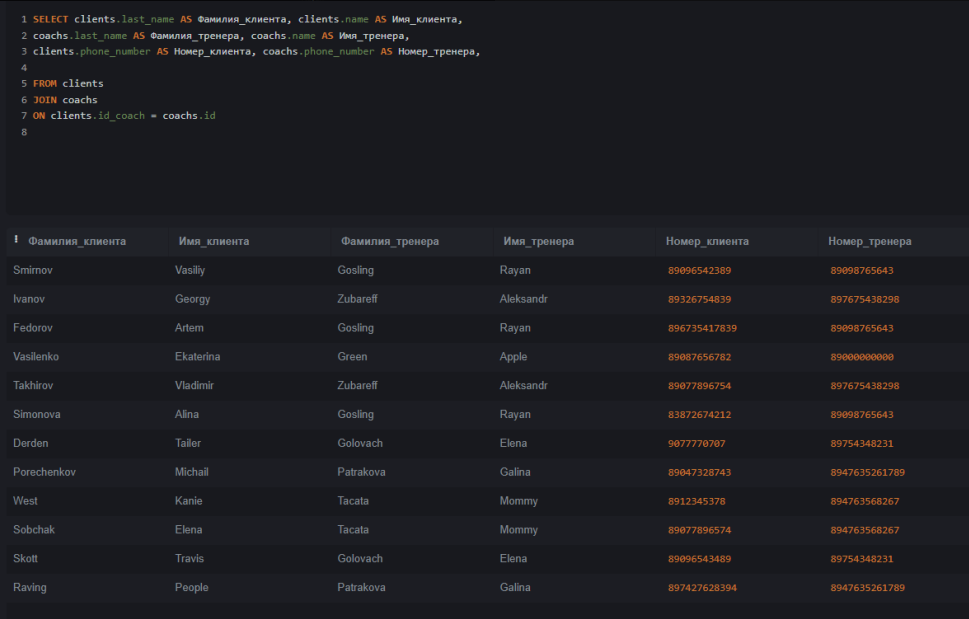 1 SELECT clients.last_name AS Фамилия_клиента, clients.name AS Имя_клиента,
2 coachs.last_name AS Фамилия_тренера, coachs.name AS Имя_тренера,
3 clients.phone_number AS Номер_клиента, coachs.phone_number AS Номер_тренера,
4
5 FROM clients
6 JOIN coachs
7 ON clients.id_coach = coachs.id
8
Фамилия_клиента Имя_клиента Фамилия_тренера Имя_тренера Номер_клиента Номер_тренера
Smirnov Vasiliy Gosling Rayan 89096542389 89098765643
Ivanov Georgy Zubareff Aleksandr 89326754839 897675438298
Fedorov Artem Gosling Rayan 896735417839 89098765643
Vasilenko Ekaterina Green Apple 89087656782 89000000000
Takhirov Vladimir Zubareff Aleksandr 89077896754 897675438298
Simonova Alina Gosling Rayan 83872674212 89098765643
Derden Tailer Golovach Elena 9077770707 89754348231
Porechenkov Michail Patrakova Galina 89047328743 8947635261789
West Kanie Tacata Mommy 8912345378 894763568267
Sobchak Elena Tacata Mommy 89077896574 894763568267
Skott Travis Golovach Elena 89096543489 89754348231
Raving People Patrakova Galina 897427628394 8947635261789